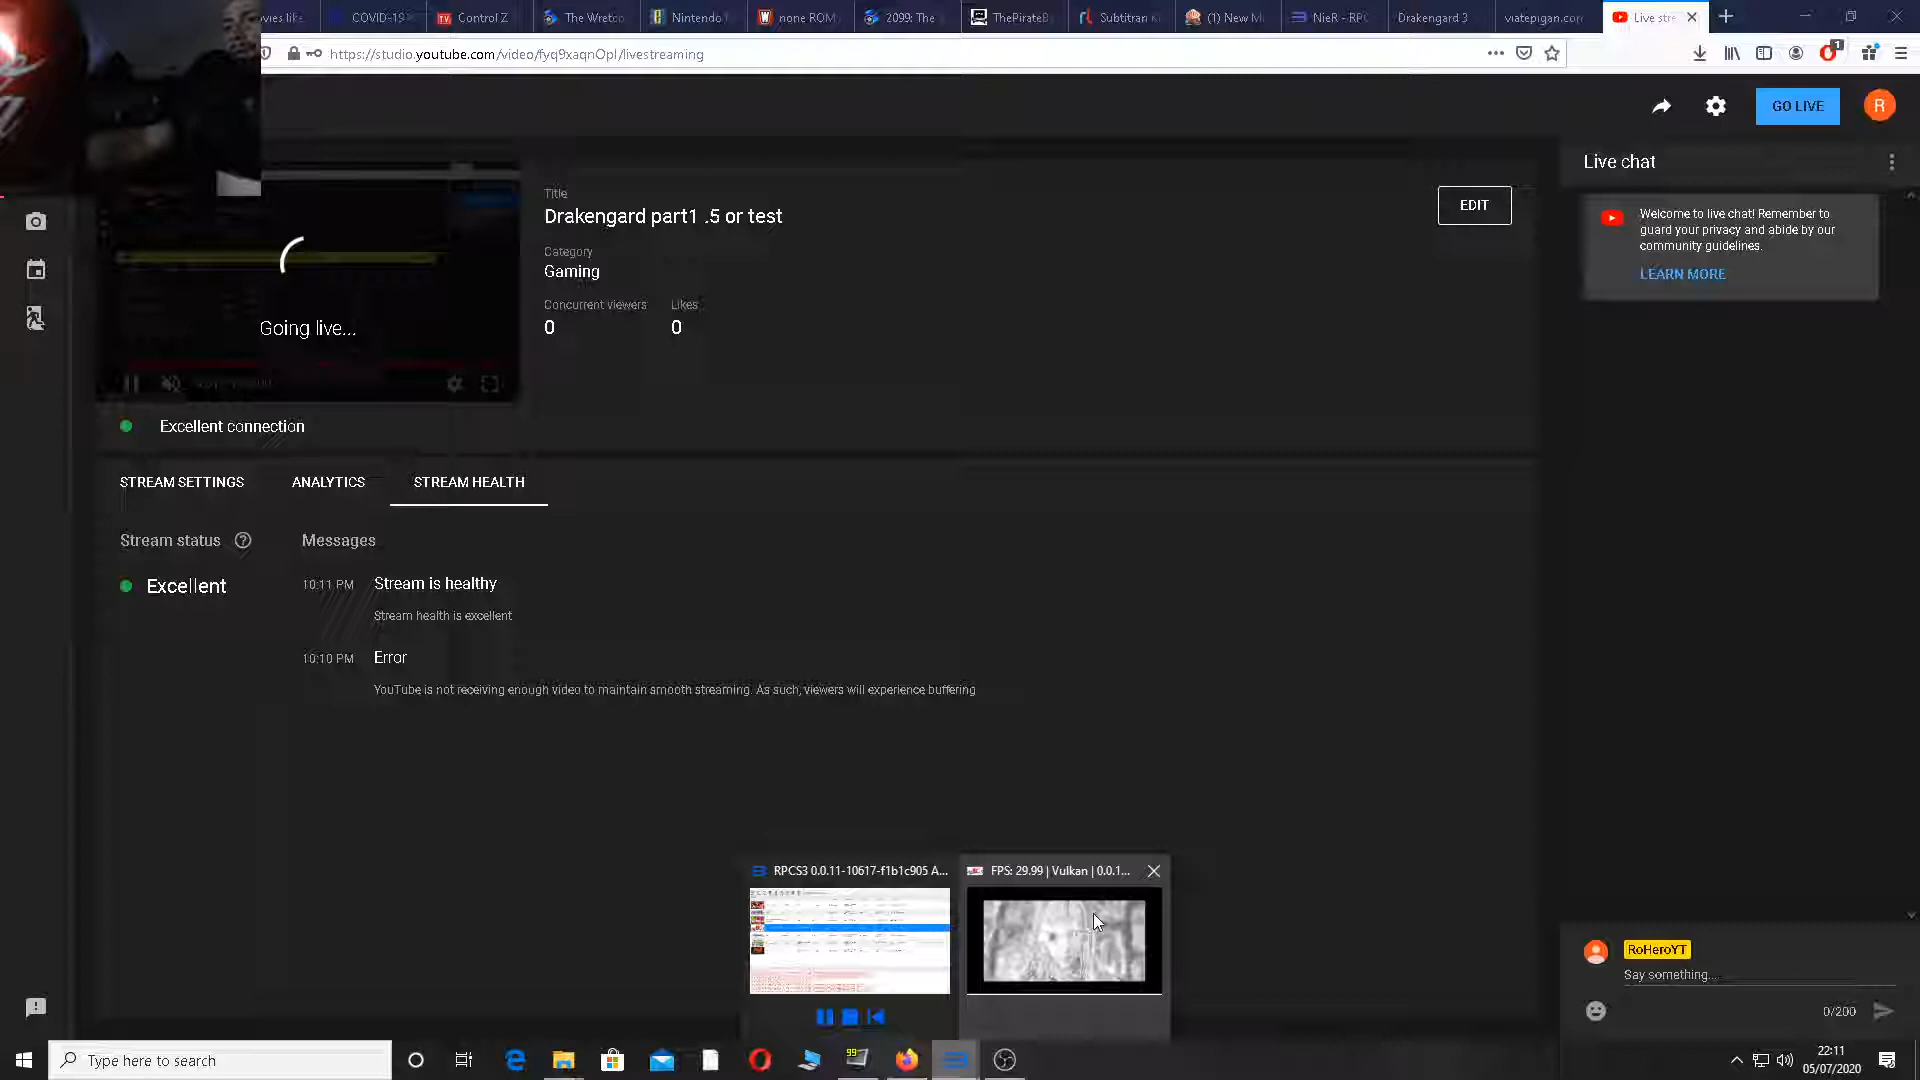 ovies like
COVID-19
Control Z
The Wretc
Nintendo
none ROM
2099: The
ThePirateB
Subtitran
(1) New M
NieR - RPC
Drakengard 3
viatepigan.con
Live stre
https://studio.youtube.com/video/fyq9xaqnOpI/livestreaming
1
GO LIVE
R
Live chat
Title
Drakengard part1 .5 or test
EDIT
Welcome to live chat! Remember to
guard your privacy and abide by our
community guidelines.
LEARN MORE
Category
Gaming
Concurrent viewers
Likes
0
0
Going live...
Excellent connection
STREAM SETTINGS
ANALYTICS
STREAM HEALTH
Stream status
Messages
Excellent
10:11 PM
Stream is healthy
Stream health is excellent
10:10 PM
Error
YouTube is not receiving enough video to maintain smooth streaming. As such, viewers will experience buffering
RPCS3 0.0.11-10617-f1b1c905 A...
FPS: 29.99 | Vulkan | 0.0.1...
RoHeroYT
Say something...
0/200
Type here to search
99
22:11
05/07/2020